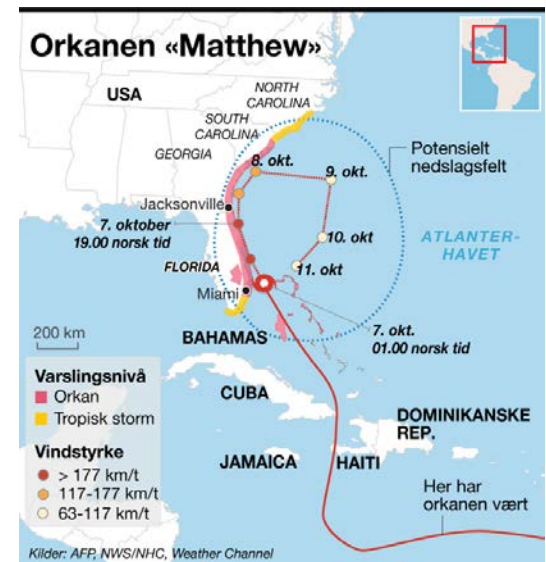 Orkanen «Matthew»
USA
NORTH
CAROLINA
SOUTH
CAROLINA
GEORGIA
8. okt.
9. okt.
Potensielt
nedslagsfelt
Jacksonville
7. oktober
19.00 norsk tid
10. okt
11. okt
ATLANTER-
HAVET
FLORIDA
Miami
7. okt.
01.00 norsk tid
200 km
BAHAMAS
Varslingsnivå
Orkan
Tropisk storm
Vindstyrke
> 177 km/t
117-177 km/t
63-117 km/t
CUBA
DOMINIKANSKE
REP.
JAMAICA
HAITI
Her har
orkanen vært
Kilder: AFP, NWS/NHC, Weather Channel